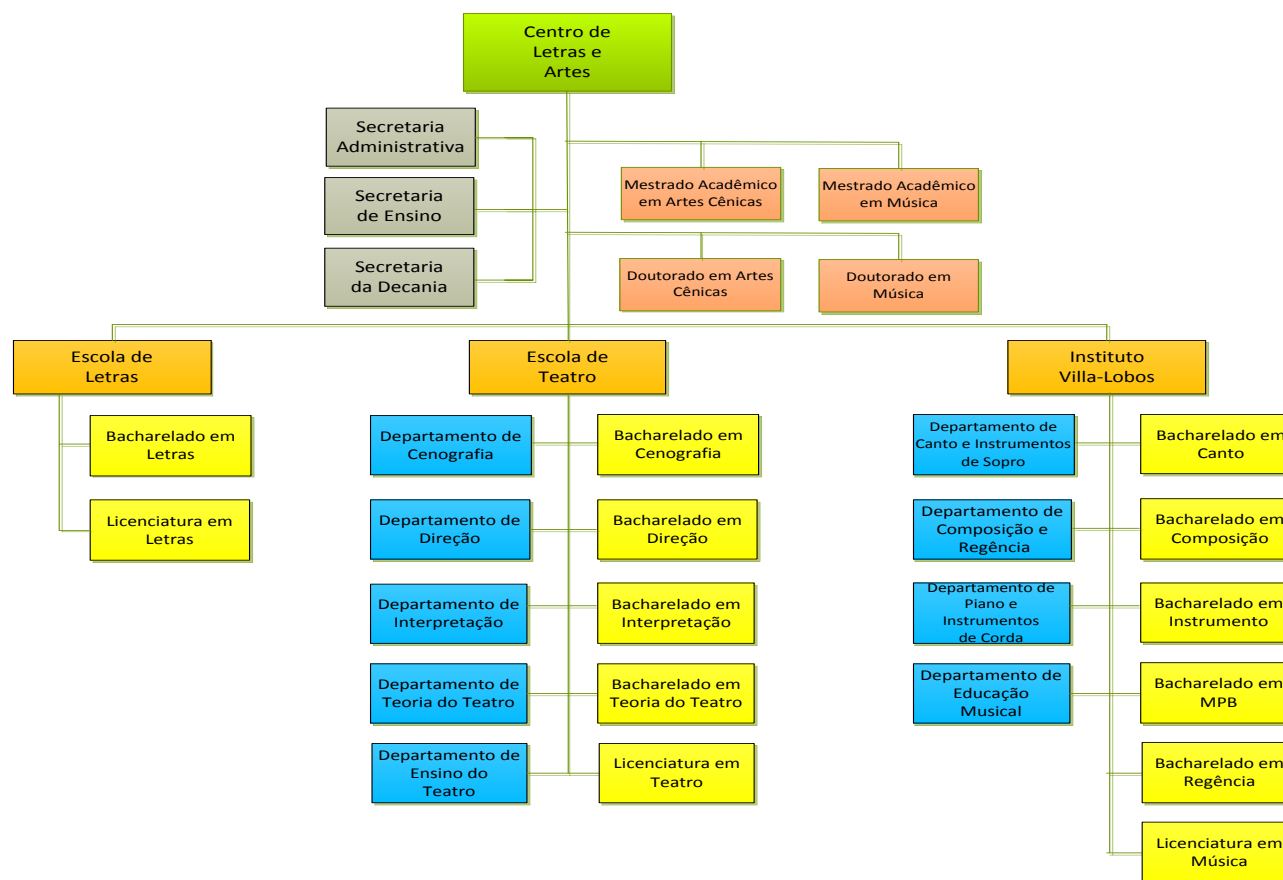 Centro de
Letras e
Artes
Secretaria
Administrativa
Secretaria
de Ensino
Secretaria
da Decania
Mestrado Acadêmico
em Artes Cênicas
Mestrado Acadêmico
em Música
Doutorado em Artes
Cênicas
Doutorado em
Música
Escola de
Letras
Bacharelado em
Letras
Licenciatura em
Letras
Escola de
Teatro
Departamento de
Cenografia
Bacharelado em
Cenografia
Departamento de
Direção
Bacharelado em
Direção
Departamento de
Interpretação
Bacharelado em
Interpretação
Departamento de
Teoria do Teatro
Bacharelado em
Teoria do Teatro
Departamento de
Ensino do
Teatro
Licenciatura em
Teatro
Instituto
Villa-Lobos
Departamento de
Canto e Instrumentos
de Sopro
Bacharelado em
Canto
Departamento de
Composição e
Regência
Bacharelado em
Composição
Departamento de
Piano e
Instrumentos
de Corda
Bacharelado em
Instrumento
Departamento de
Educação
Musical
Bacharelado em
MPB
Bacharelado em
Regência
Licenciatura em
Música